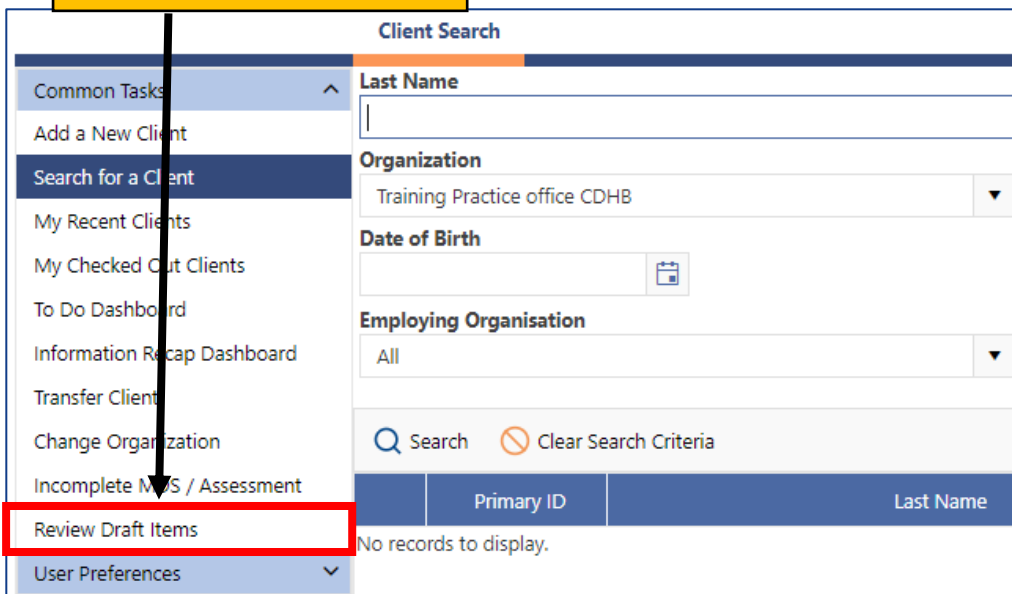 Client Search
Common Tasks
Add a New Client
Search for a Client
My Recent Clients
My Checked Out Clients
To Do Dashboard
Information Recap Dashboard
Transfer Client
Change Organization
Incomplete MDS / Assessment
Review Draft Items
User Preferences
Last Name
Organization
Training Practice office CDHB
Date of Birth
Employing Organisation
All
Search Clear Search Criteria
Primary ID Last Name
No records to display.